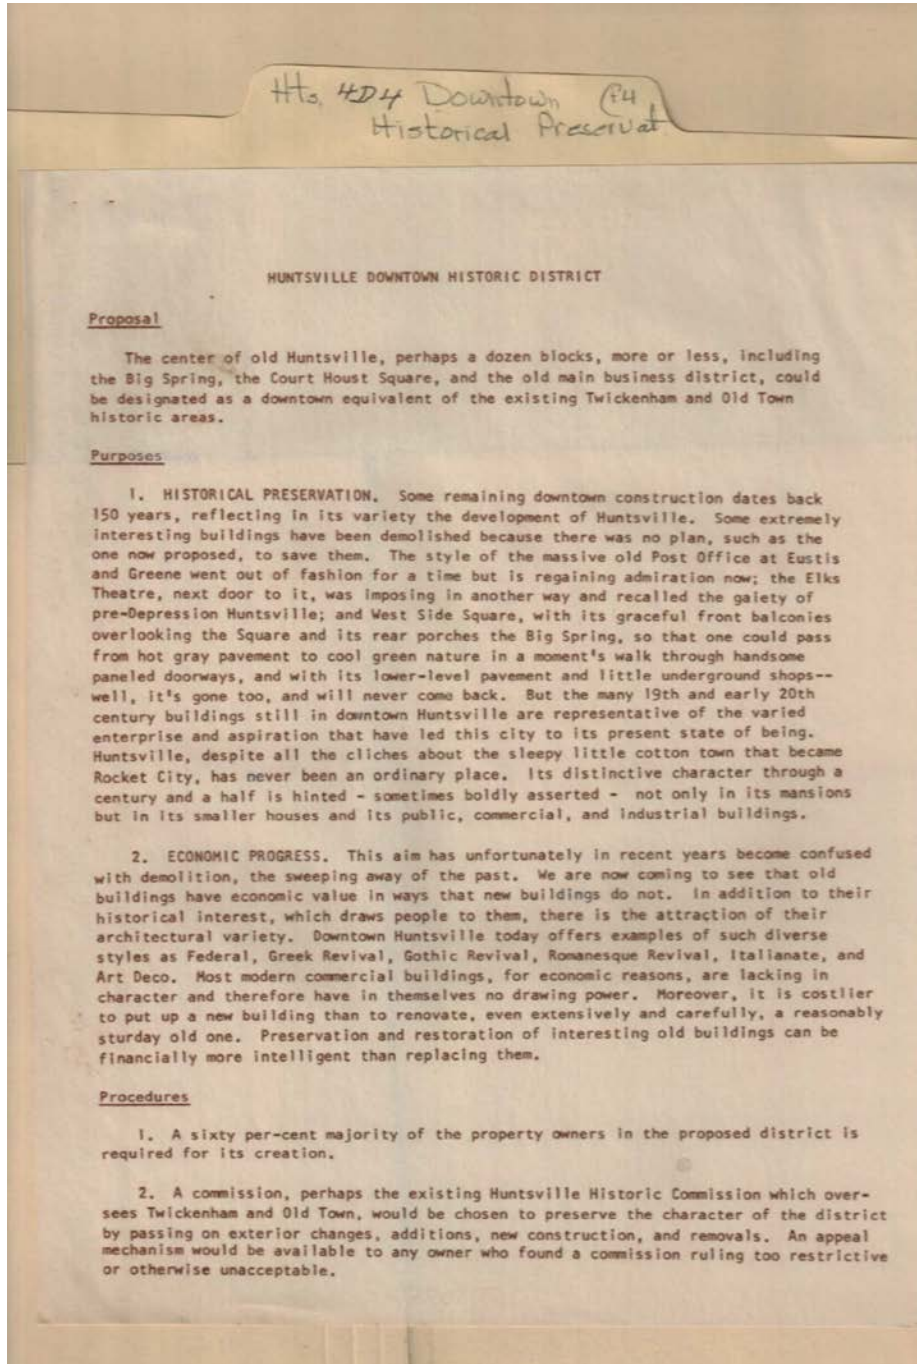 Hts. 4D4 Downtown
Historical Preservat
HUNTSVILLE DOWNTOWN HISTORIC DISTRICT
Proposal
The center of old Huntsville, perhaps a dozen blocks, more or less, including
the Big Spring, the Court Houst Square, and the old main business district, could
be designated as a downtown equivalent of the existing Twickenham and Old Town
historic areas.
Purposes
1. HISTORICAL PRESERVATION. Some remaining downtown construction dates back
150 years, reflecting in its variety the development of Huntsville. Some extremely
interesting buildings have been demolished because there was no plan, such as the
one now proposed, to save them. The style of the massive old Post Office at Eustis
and Greene went out of fashion for a time but is regaining admiration now; the Elks
Theatre, next door to it, was imposing in another way and recalled the gaiety of
pre-Depression Huntsville; and West Side Square, with its graceful front balconies
overlooking the Square and its rear porches the Big Spring, so that one could pass
from hot gray pavement to cool green nature in a moment's walk through handsome
paneled doorways, and with its lower-level pavement and little underground shops--
well, it's gone too, and will never come back. But the many 19th and early 20th
century buildings still in downtown Huntsville are representative of the varied
enterprise and aspiration that have led this city to its present state of being.
Huntsville, despite all the cliches about the sleepy little cotton town that became
Rocket City, has never been an ordinary place. Its distinctive character through a
century and a half is hinted - sometimes boldly asserted - not only in its mansions
but in its smaller houses and its public, commercial, and industrial buildings.
2. ECONOMIC PROGRESS. This aim has unfortunately in recent years become confused
with demolition, the sweeping away of the past. We are now coming to see that old
buildings have economic value in ways that new buildings do not. In addition to their
historical interest, which draws people to them, there is the attraction of their
architectural variety. Downtown Huntsville today offers examples of such diverse
styles as Federal, Greek Revival, Gothic Revival, Romanesque Revival, Italianate, and
Art Deco. Most modern commercial buildings, for economic reasons, are lacking in
character and therefore have in themselves no drawing power. Moreover, it is costlier
to put up a new building than to renovate, even extensively and carefully, a reasonably
sturday old one. Preservation and restoration of interesting old buildings can be
financially more intelligent than replacing them.
Procedures
1. A sixty per-cent majority of the property owners in the proposed district is
required for its creation.
2. A commission, perhaps the existing Huntsville Historic Commission which over-
sees Twickenham and Old Town, would be chosen to preserve the character of the district
by passing on exterior changes, additions, new construction, and removals. An appeal
mechanism would be available to any owner who found a commission ruling too restrictive
or otherwise unacceptable.